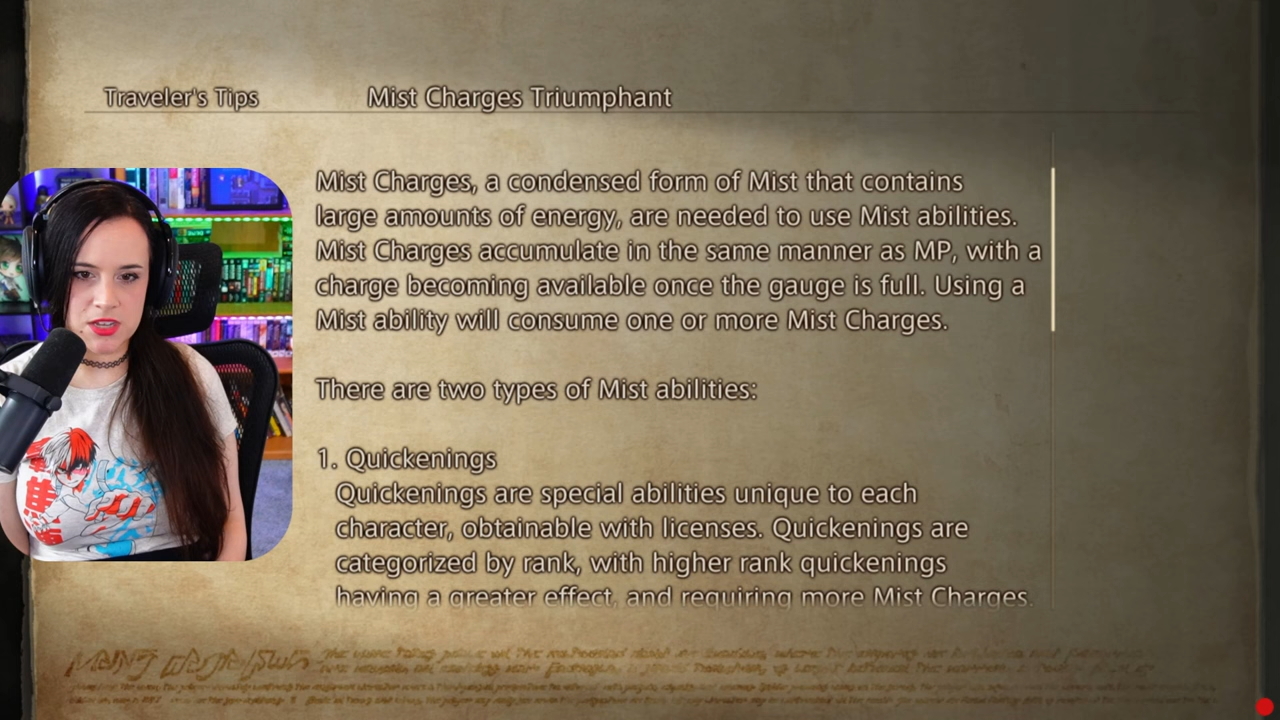 Traveler's Tips
Mist Charges Triumphant
Mist Charges, a condensed form of Mist that contains
large amounts of energy, are needed to use Mist abilities.
Mist Charges accumulate in the same manner as MP, with a
charge becoming available once the gauge is full. Using a
Mist ability will consume one or more Mist Charges.
There are two types of Mist abilities:
1. Quickenings
Quickenings are special abilities unique to each
character, obtainable with licenses. Quickenings are
categorized by rank, with higher rank quickenings
having a greater effect, and requiring more Mist Charges.